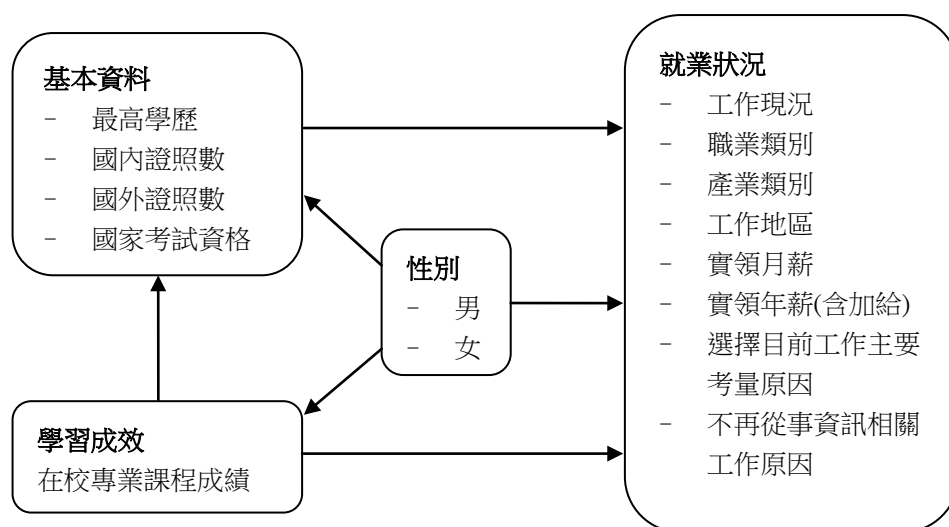 基本資料
- 最高學歷
- 國內證照數
- 國外證照數
- 國家考試資格
性別
- 男
- 女
學習成效
在校專業課程成績
就業狀況
- 工作現況
- 職業類別
- 產業類別
- 工作地區
- 實領月薪
- 實領年薪(含加給)
- 選擇目前工作主要
考量原因
- 不再從事資訊相關
工作原因